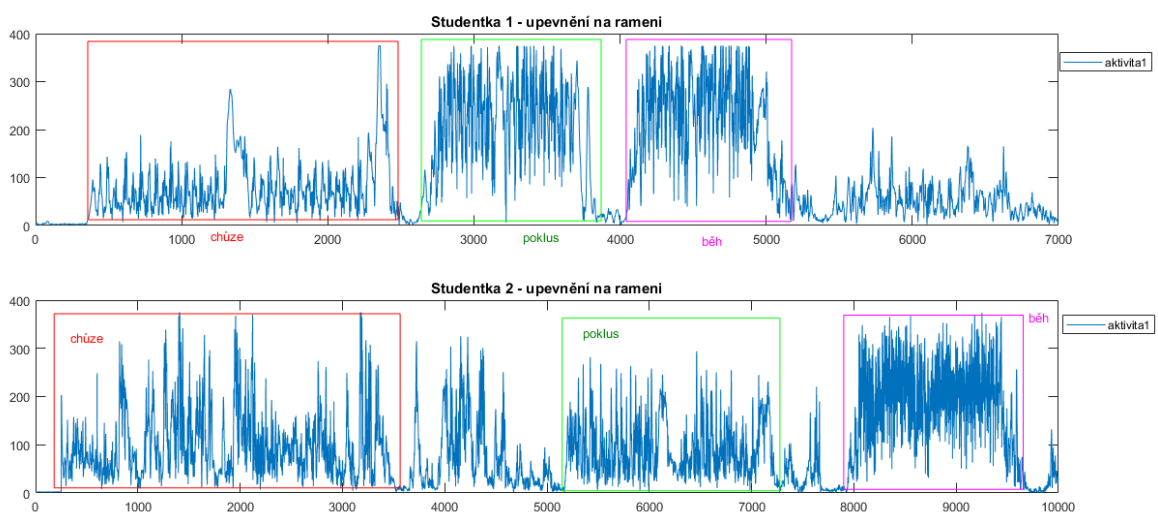 Studentka 1 - upevnění na rameni
400
300
200
100
0
aktivita1
0 1000 2000 3000 4000 5000 6000 7000
chůze poklus běh
Studentka 2 - upevnění na rameni
400
300
200
100
0
chůze poklus běh
aktivita1
0 1000 2000 3000 4000 5000 6000 7000 8000 9000 10000